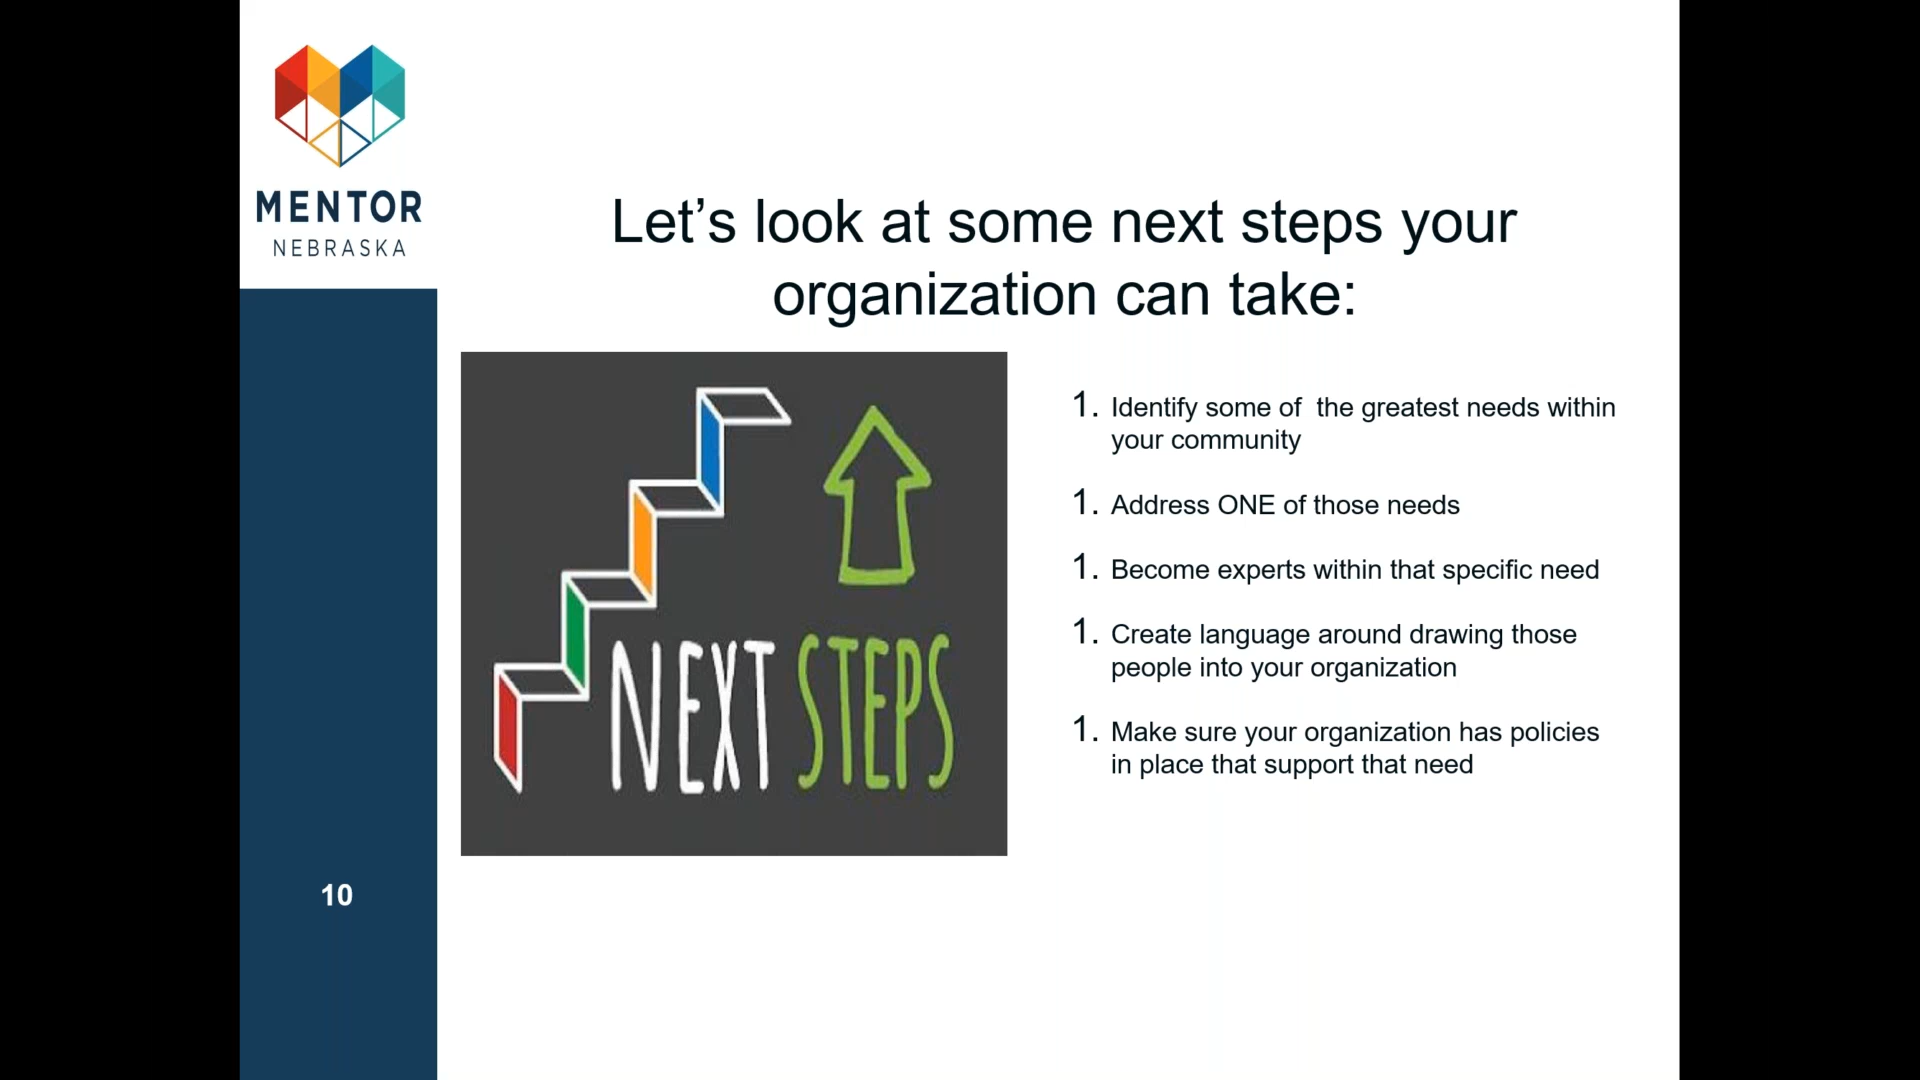 MENTOR
NEBRASKA
Let’s look at some next steps your
organization can take:
NEXT STEPS
1. Identify some of  the greatest needs within
your community
1. Address ONE of those needs
1. Become experts within that specific need
1. Create language around drawing those
people into your organization
1. Make sure your organization has policies
in place that support that need
10